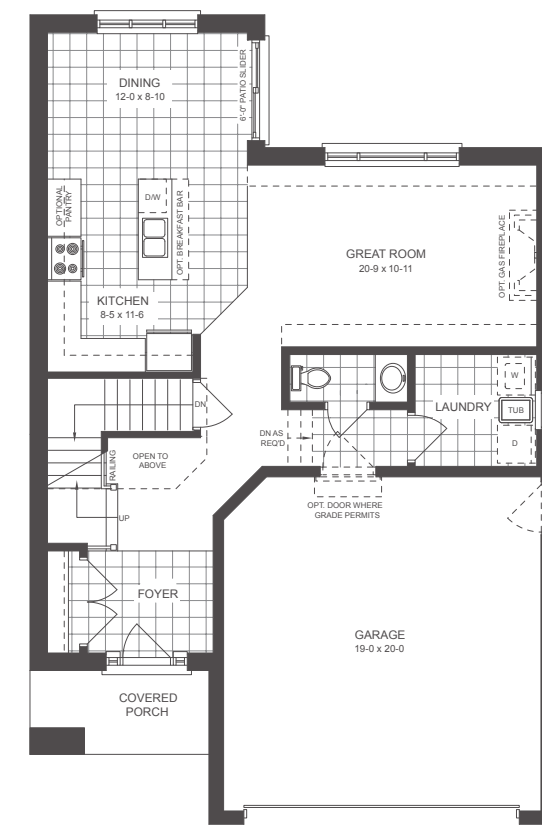 DINING
12-0 x 8-10
6'-0" PATIO SLIDER
OPTIONAL
PANTRY
D/W
OPT. BREAKFAST BAR
GREAT ROOM
20-9 x 10-11
OPT. GAS FIREPLACE
KITCHEN
8-5 x 11-6
W
LAUNDRY
TUB
D
DN
DN AS
REQ'D
OPEN TO
ABOVE
RAILING
UP
OPT. DOOR WHERE
GRADE PERMITS
FOYER
GARAGE
19-0 x 20-0
COVERED
PORCH